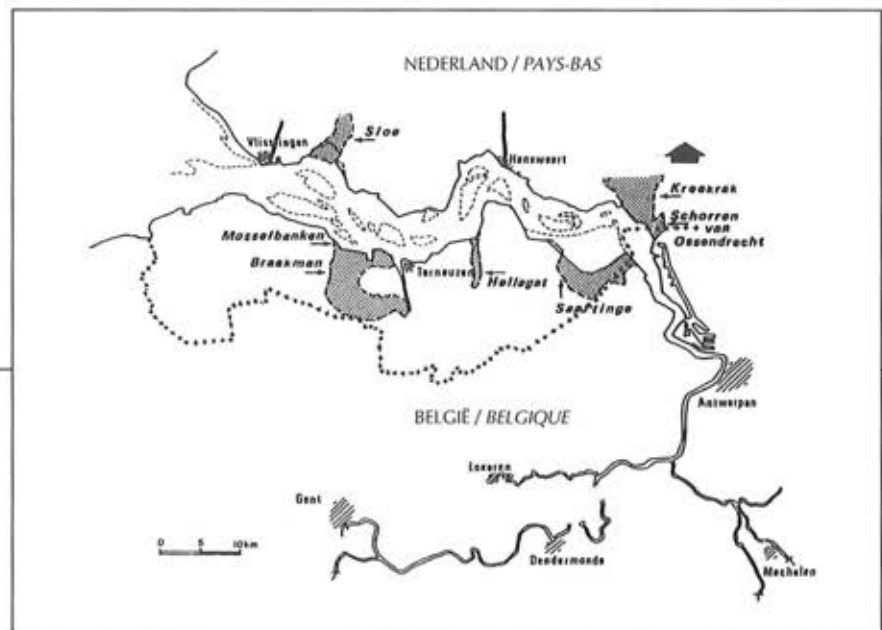 NEDERLAND / PAYS-BAS
Vlissingen
Sloe
Hansweert
Kreekrak
Schorren
van
Ossendrecht
Mosselbanken
Braakman
Terneuzen
Hellegat
Saeftinge
Antwerpen
BELGIË / BELGIQUE
Lokeren
Gent
Dendermonde
Mechelen
0 5 10km